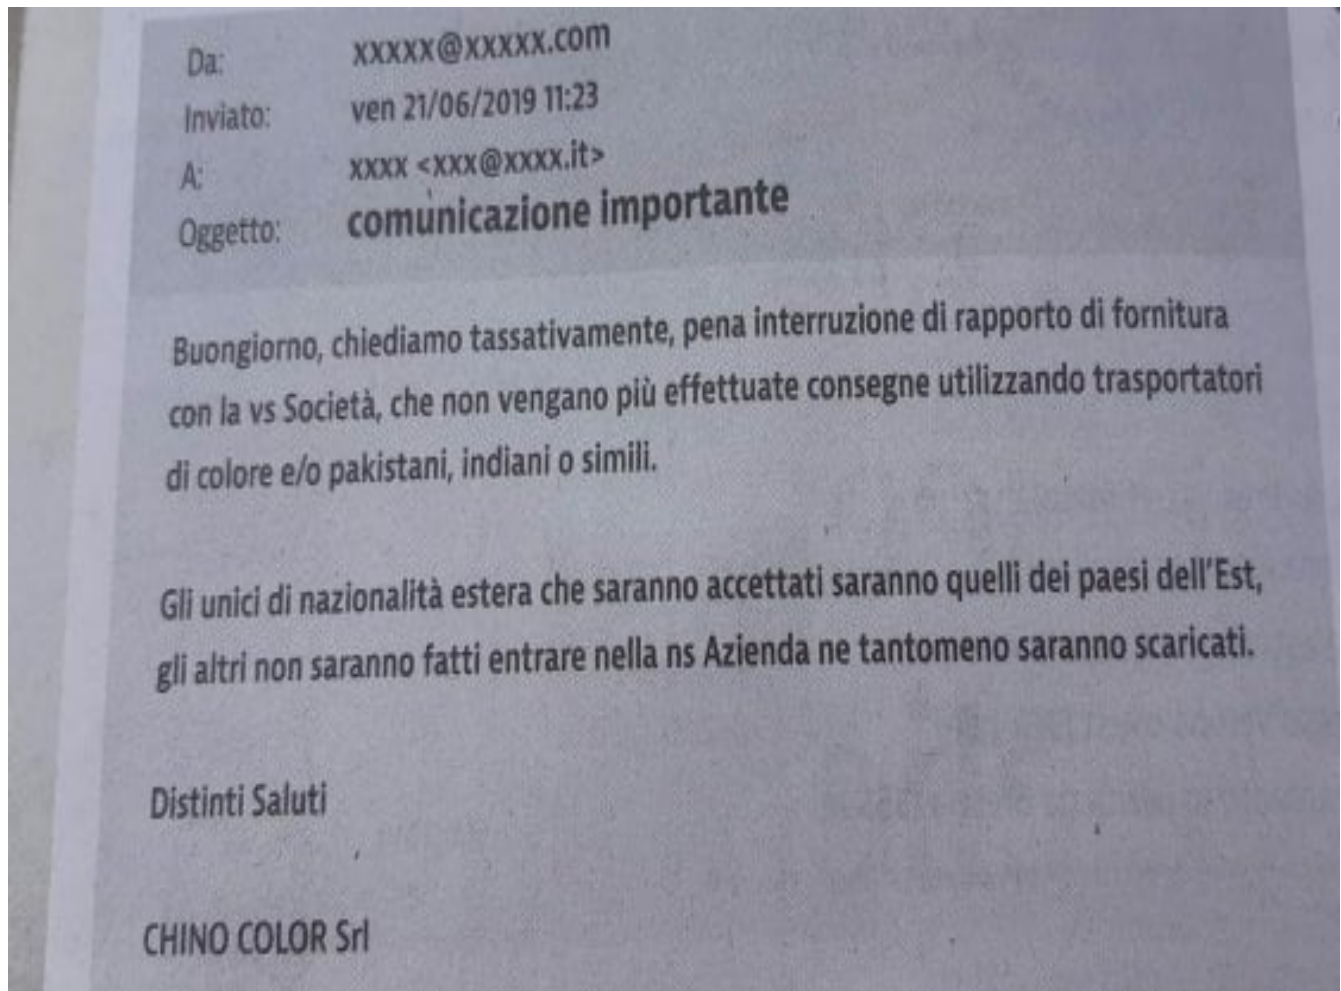 Da: xxxxx@xxxxx.com
Inviato: ven 21/06/2019 11:23
A: xxxx <xxx@xxxx.it>
Oggetto: comunicazione importante
Buongiorno, chiediamo tassativamente, pena interruzione di rapporto di fornitura
con la vs Società, che non vengano più effettuate consegne utilizzando trasportatori
di colore e/o pakistani, indiani o simili.
Gli unici di nazionalità estera che saranno accettati saranno quelli dei paesi dell'Est,
gli altri non saranno fatti entrare nella ns Azienda ne tantomeno saranno scaricati.
Distinti Saluti
CHINO COLOR Srl